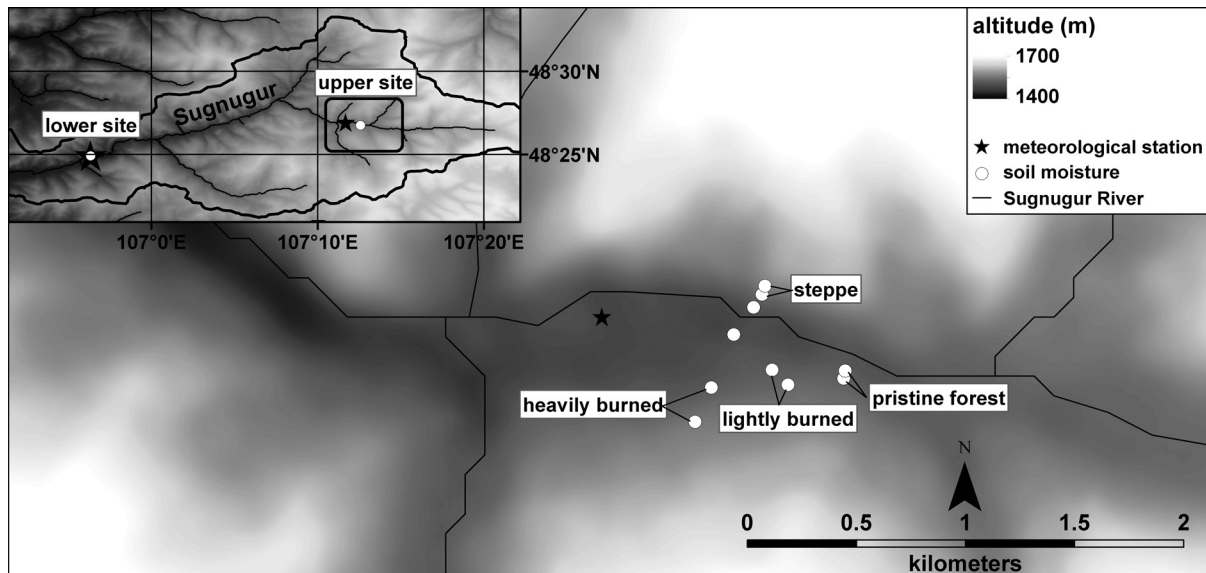 altitude (m)
1700
1400
meteorological station
soil moisture
Sugnugur River
48°30'N
upper site
Sugnugur
lower site
48°25'N
107°0'E
107°10'E
107°20'E
steppe
pristine forest
heavily burned
lightly burned
N
0 0.5 1 1.5 2
kilometers